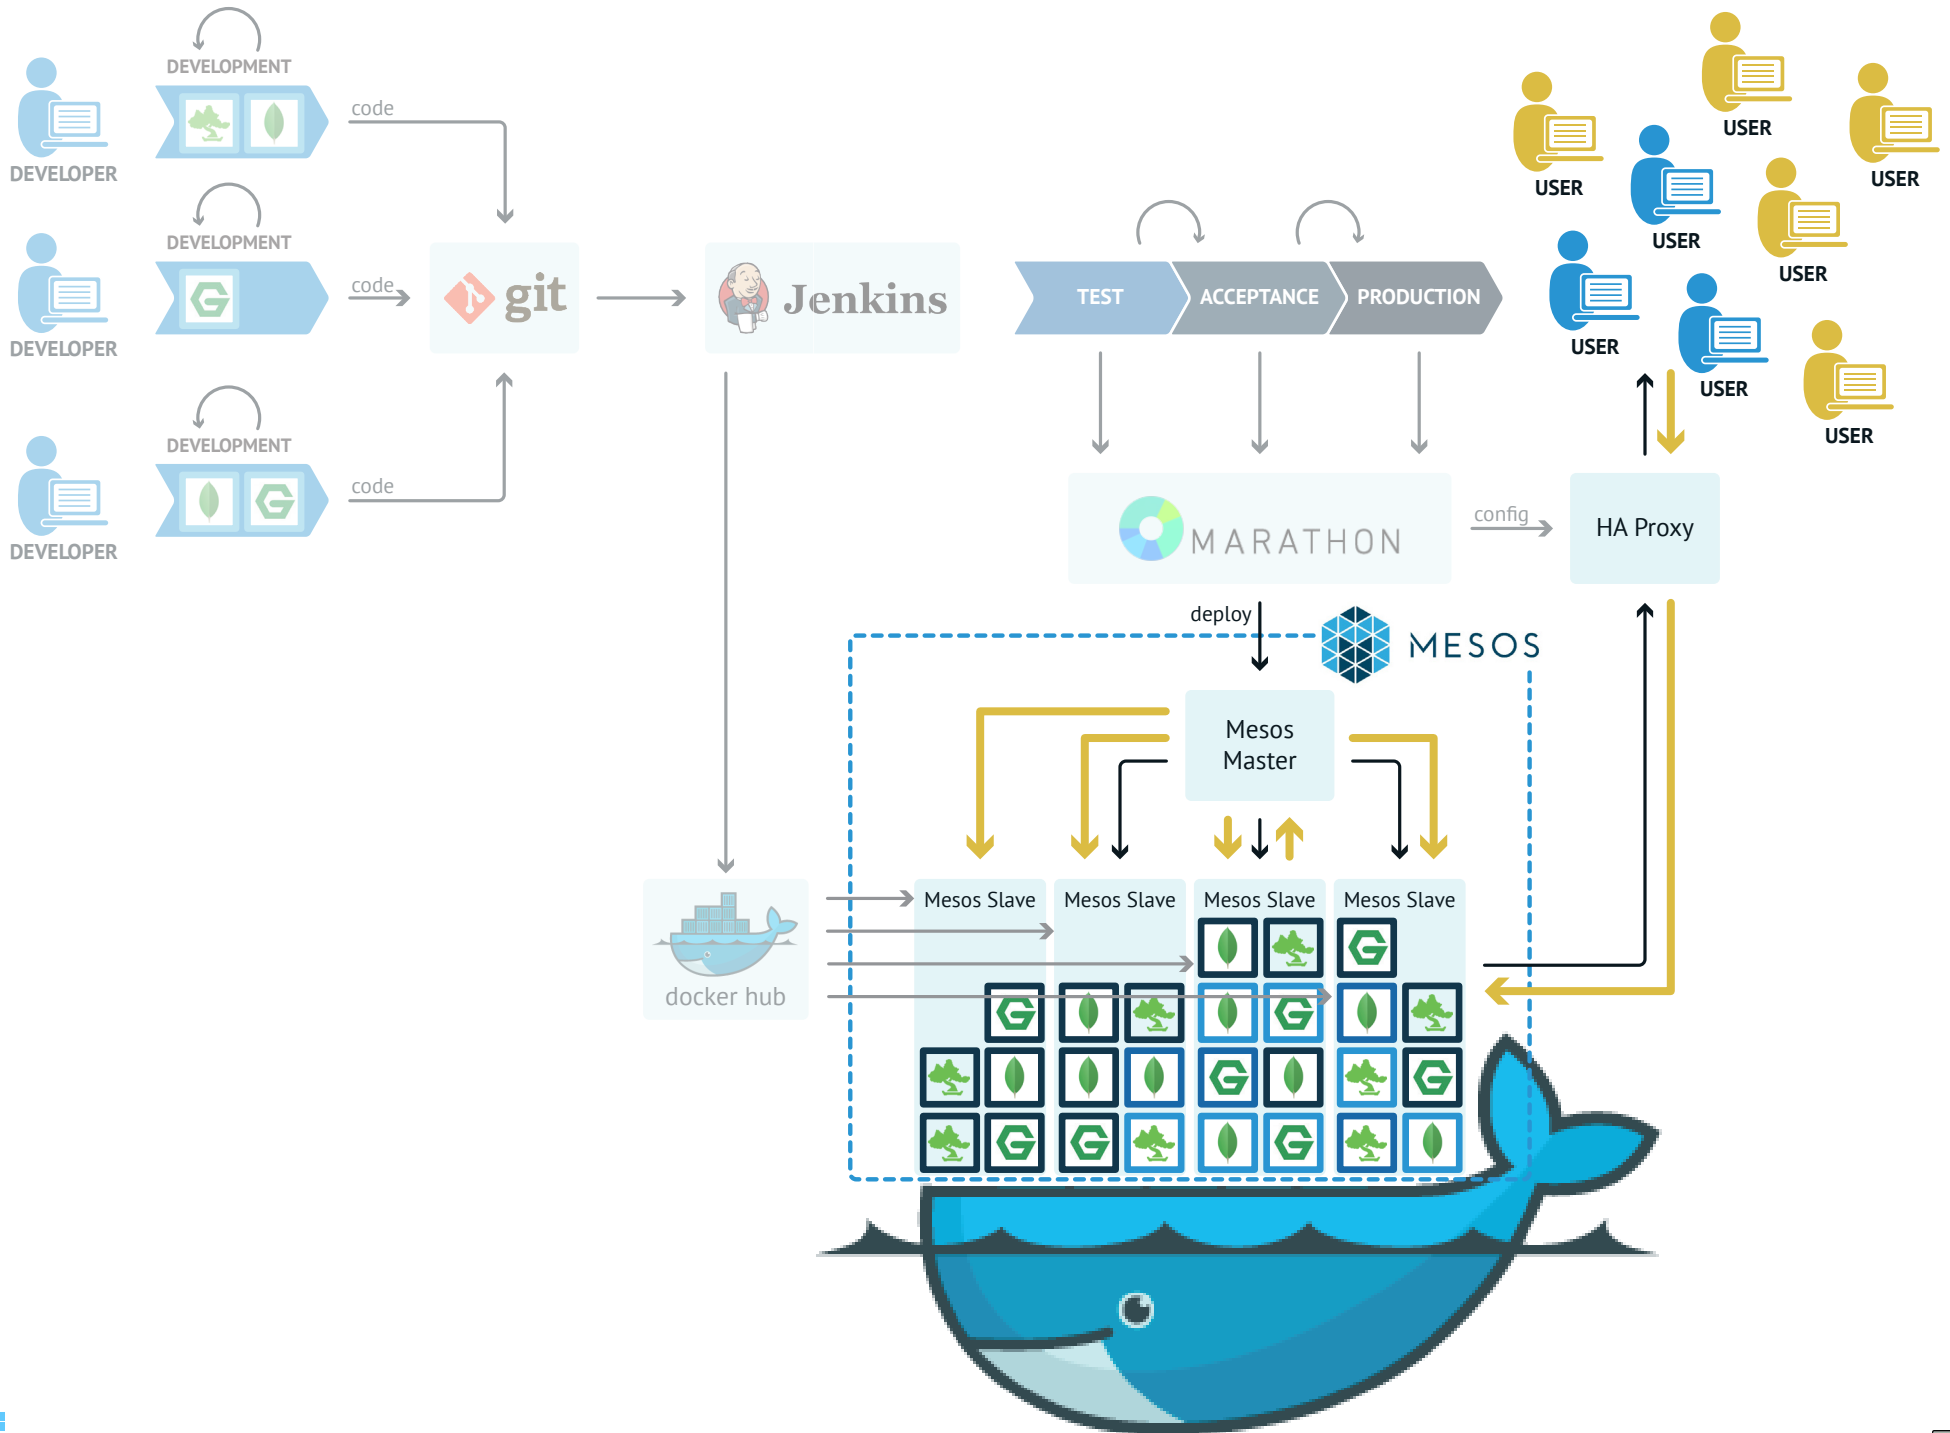 DEVELOPMENT
code
DEVELOPER
DEVELOPMENT
code
DEVELOPER
DEVELOPMENT
code
DEVELOPER
git
Jenkins
TEST
ACCEPTANCE
PRODUCTION
USER
USER
USER
USER
USER
USER
USER
USER
MARATHON
config
HA Proxy
deploy
MESOS
Mesos
Master
docker hub
Mesos Slave
Mesos Slave
Mesos Slave
Mesos Slave